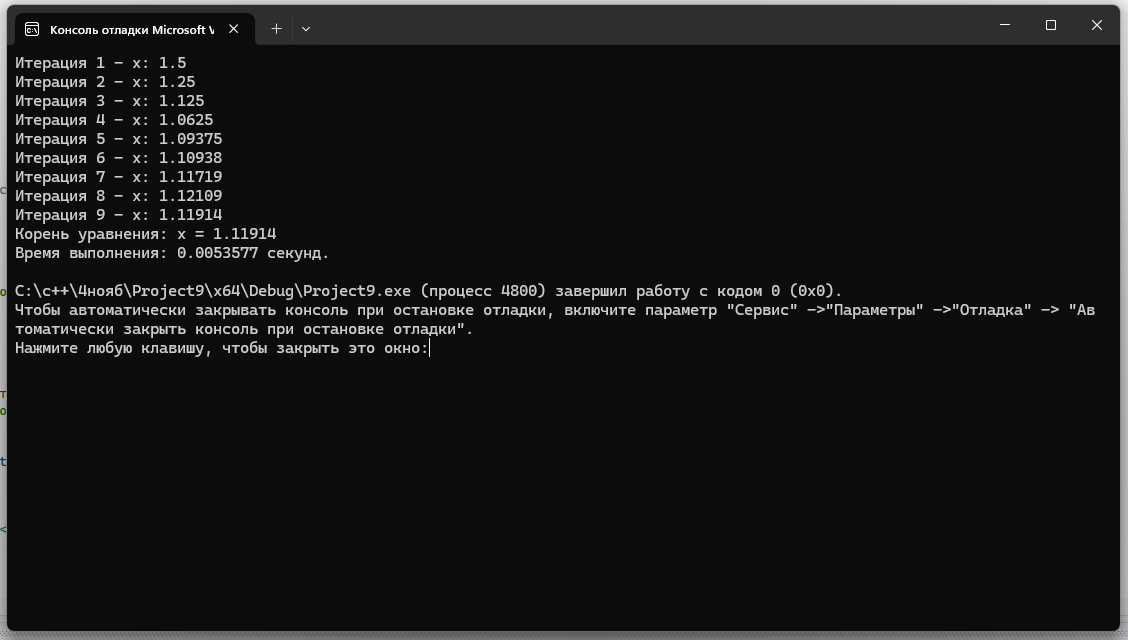 Консоль отладки Microsoft V
Итерация 1 - x: 1.5
Итерация 2 - x: 1.25
Итерация 3 - x: 1.125
Итерация 4 - x: 1.0625
Итерация 5 - x: 1.09375
Итерация 6 - x: 1.10938
Итерация 7 - x: 1.11719
Итерация 8 - x: 1.12109
Итерация 9 - x: 1.11914
Корень уравнения: x = 1.11914
Время выполнения: 0.0053577 секунд.
C:\c++\4нояб\Project9\x64\Debug\Project9.exe (процесс 4800) завершил работу с кодом 0 (0x0).
Чтобы автоматически закрывать консоль при остановке отладки, включите параметр "Сервис" ->"Параметры" ->"Отладка" -> "Ав
томатически закрыть консоль при остановке отладки".
Нажмите любую клавишу, чтобы закрыть это окно: